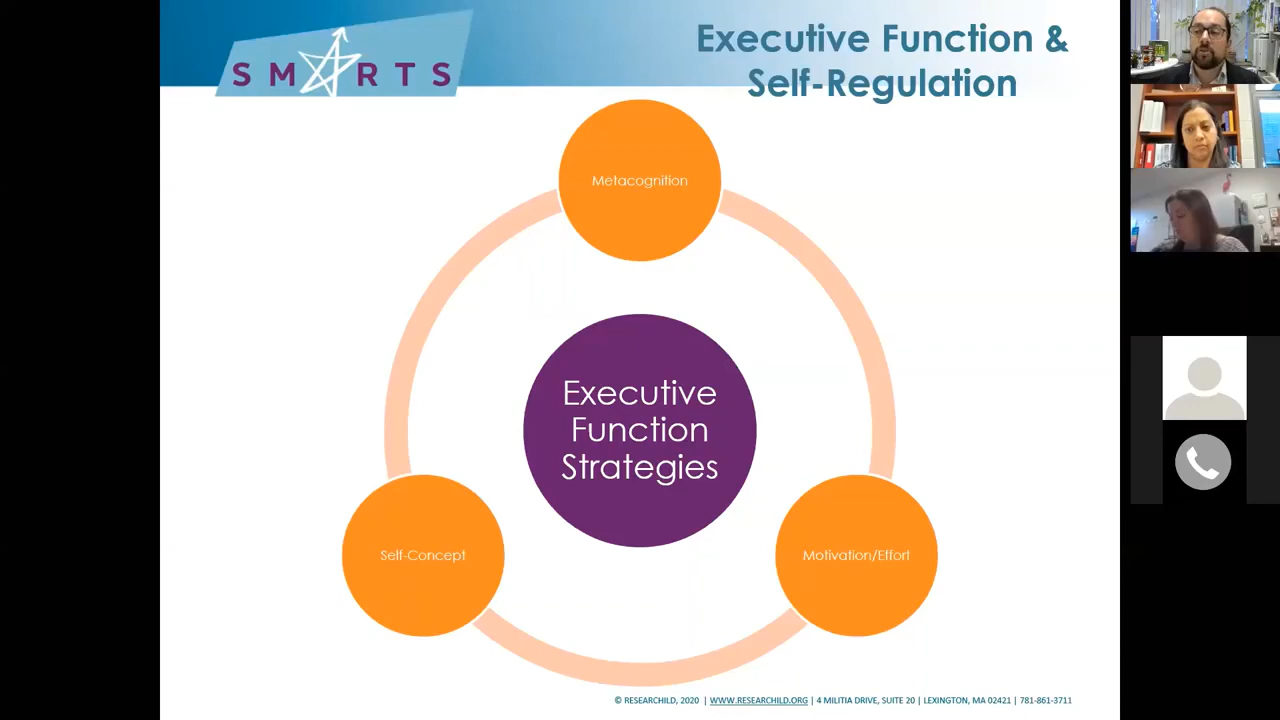 SMARTS
Executive Function &
Self-Regulation
Metacognition
Executive
Function
Strategies
Self-Concept
Motivation/Effort
© RESEARCHILD, 2020 | WWW.RESEARCHILD.ORG | 4 MILITIA DRIVE, SUITE 20 | LEXINGTON, MA 02421 | 781-861-3711